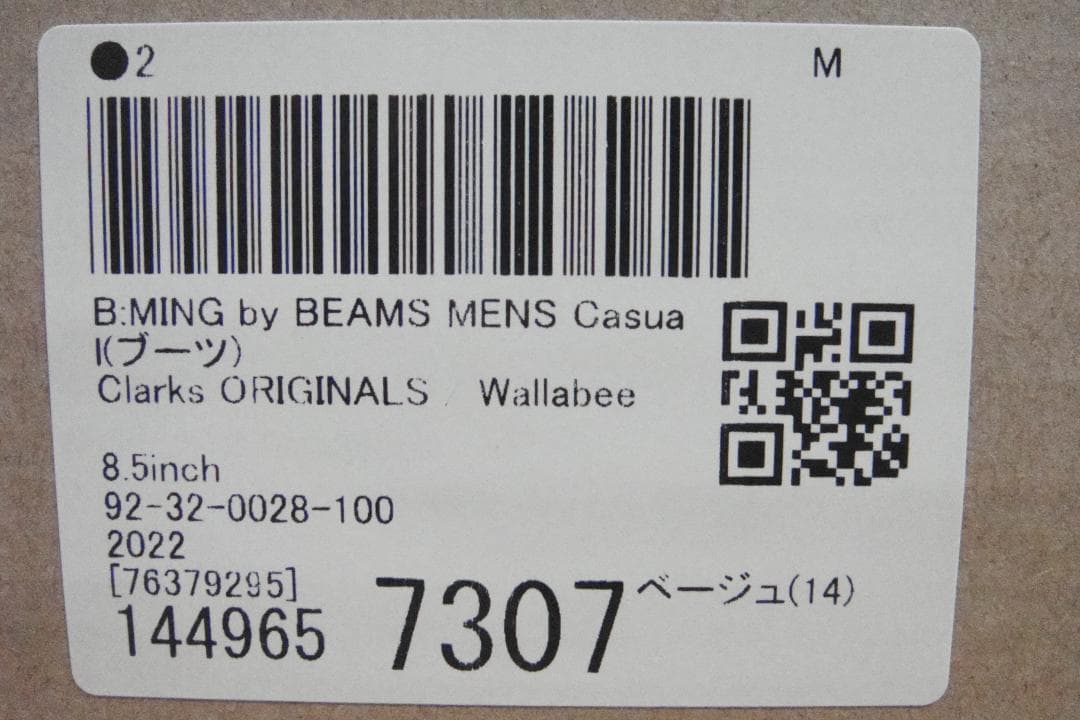 ●2 M
B:MING by BEAMS MENS Casua
l(ブーツ)
Clarks ORIGINALS / Wallabee
8.5inch
92-32-0028-100
2022
[76379295]
144965 7307 ベージュ(14)